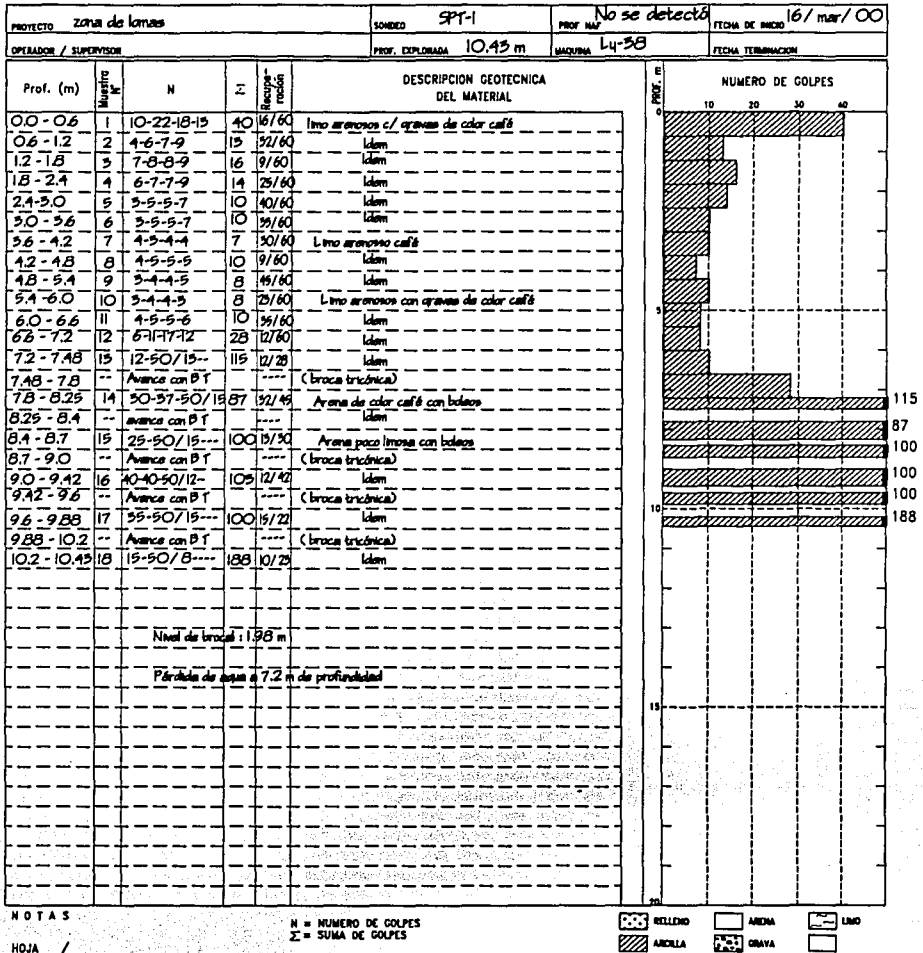 PROYECTO zona de lomas SONDEO SPT-1 PROF NAF No se detectó FECHA DE INICIO 16/ mar/ 00
OPERADOR / SUPERVISOR PROF. EXPLORADA 10.43 m MAQUINA Ly-38 FECHA TERMINACION
Prof. (m) Muestra Nº N Σ Recuperación DESCRIPCION GEOTECNICA DEL MATERIAL PROF. m NUMERO DE GOLPES
10 20 30 40
0
0.0 - 0.6 1 10-22-18-13 40 16/60 limo arenosos c/ gravas de color café
0.6 - 1.2 2 4-6-7-9 13 32/60 Idem
1.2 - 1.8 3 7-8-8-9 16 9/60 Idem
1.8 - 2.4 4 6-7-7-9 14 25/60 Idem
2.4-3.0 5 3-5-5-7 10 40/60 Idem
3.0 - 3.6 6 3-5-5-7 10 35/60 Idem
3.6 - 4.2 7 4-3-4-4 7 30/60 Limo arenosso café
4.2 - 4.8 8 4-5-5-5 10 9/60 Idem
4.8 - 5.4 9 3-4-4-5 8 45/60 Idem
5.4 -6.0 10 3-4-4-3 8 23/60 Limo arenosos con gravas de color café
5
6.0 - 6.6 11 4-5-5-6 10 35/60 Idem
6.6 - 7.2 12 6-11-17-12 28 12/60 Idem
7.2 - 7.48 13 12-50/13-- 115 12/28 Idem
7.48 - 7.8 -- Avance con B T ---- (broca tricónica)
7.8 - 8.25 14 30-37-50/15 87 32/45 Arena de color café con boleos 115
8.25 - 8.4 -- avance con B T ---- Idem 87
8.4 - 8.7 15 25-50/15--- 100 13/30 Arena poco limosa con boleos 100
8.7 - 9.0 -- Avance con B T ---- (broca tricónica)
9.0 - 9.42 16 40-40-50/12- 103 12/42 Idem 100
9.42 - 9.6 -- Avance con B T ---- (broca tricónica) 100
9.6 - 9.88 17 35-50/15--- 100 15/22 Idem 10 188
9.88 - 10.2 -- Avance con B T ---- (broca tricónica)
10.2 - 10.43 18 15-50/8---- 188 10/23 Idem
Nivel de brocal : 1.98 m
Pérdida de agua a 7.2 m de profundidad
15
20
NOTAS N = NUMERO DE GOLPES RELLENO ARENA LIMO
Σ = SUMA DE GOLPES
HOJA / ARCILLA GRAVA